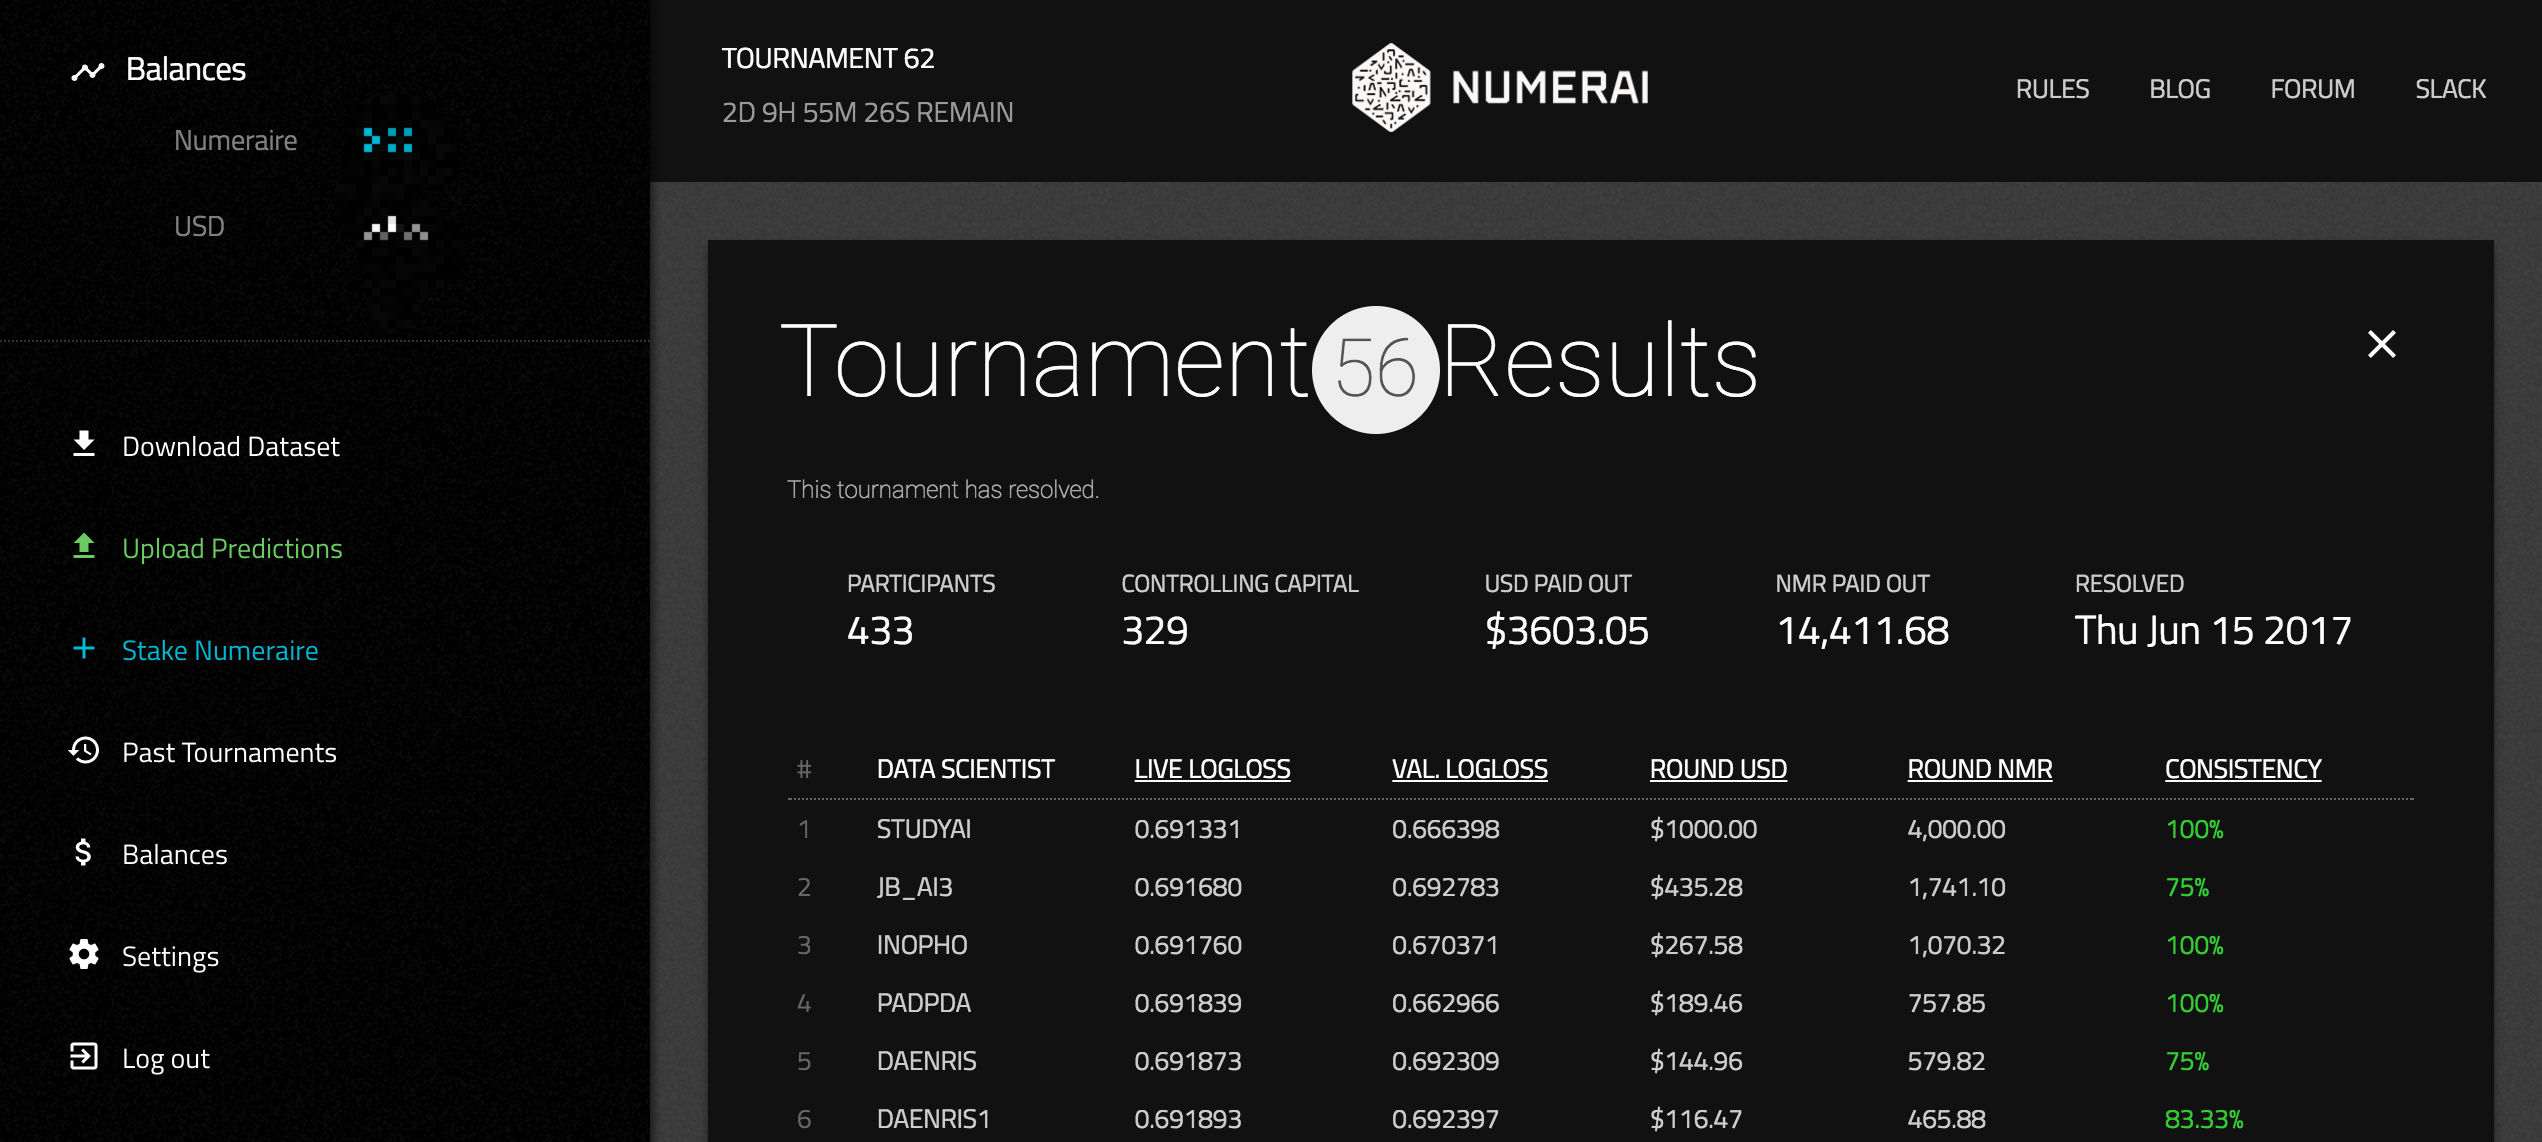 Balances
Numeraire
USD
Download Dataset
Upload Predictions
Stake Numeraire
Past Tournaments
Balances
Settings
Log out
TOURNAMENT 62
2D 9H 55M 26S REMAIN
NUMERAI
RULES BLOG FORUM SLACK
Tournament 56 Results
This tournament has resolved.
PARTICIPANTS CONTROLLING CAPITAL USD PAID OUT NMR PAID OUT RESOLVED
433 329 $3603.05 14,411.68 Thu Jun 15 2017
# DATA SCIENTIST LIVE LOGLOSS VAL. LOGLOSS ROUND USD ROUND NMR CONSISTENCY
1 STUDYAI 0.691331 0.666398 $1000.00 4,000.00 100%
2 JB_AI3 0.691680 0.692783 $435.28 1,741.10 75%
3 INOPHO 0.691760 0.670371 $267.58 1,070.32 100%
4 PADPDA 0.691839 0.662966 $189.46 757.85 100%
5 DAENRIS 0.691873 0.692309 $144.96 579.82 75%
6 DAENRIS1 0.691893 0.692397 $116.47 465.88 83.33%